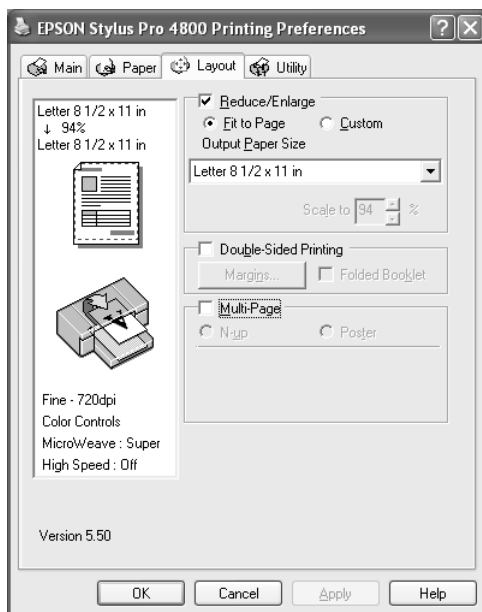 EPSON Stylus Pro 4800 Printing Preferences
Main Paper Layout Utility
Letter 8 1/2 x 11 in
↓ 94%
Letter 8 1/2 x 11 in
Fine - 720dpi
Color Controls
MicroWeave : Super
High Speed : Off
Version 5.50
Reduce/Enlarge
Fit to Page Custom
Output Paper Size
Letter 8 1/2 x 11 in
Scale to 94 %
Double-Sided Printing
Margins... Folded Booklet
Multi-Page
N-up Poster
OK Cancel Apply Help